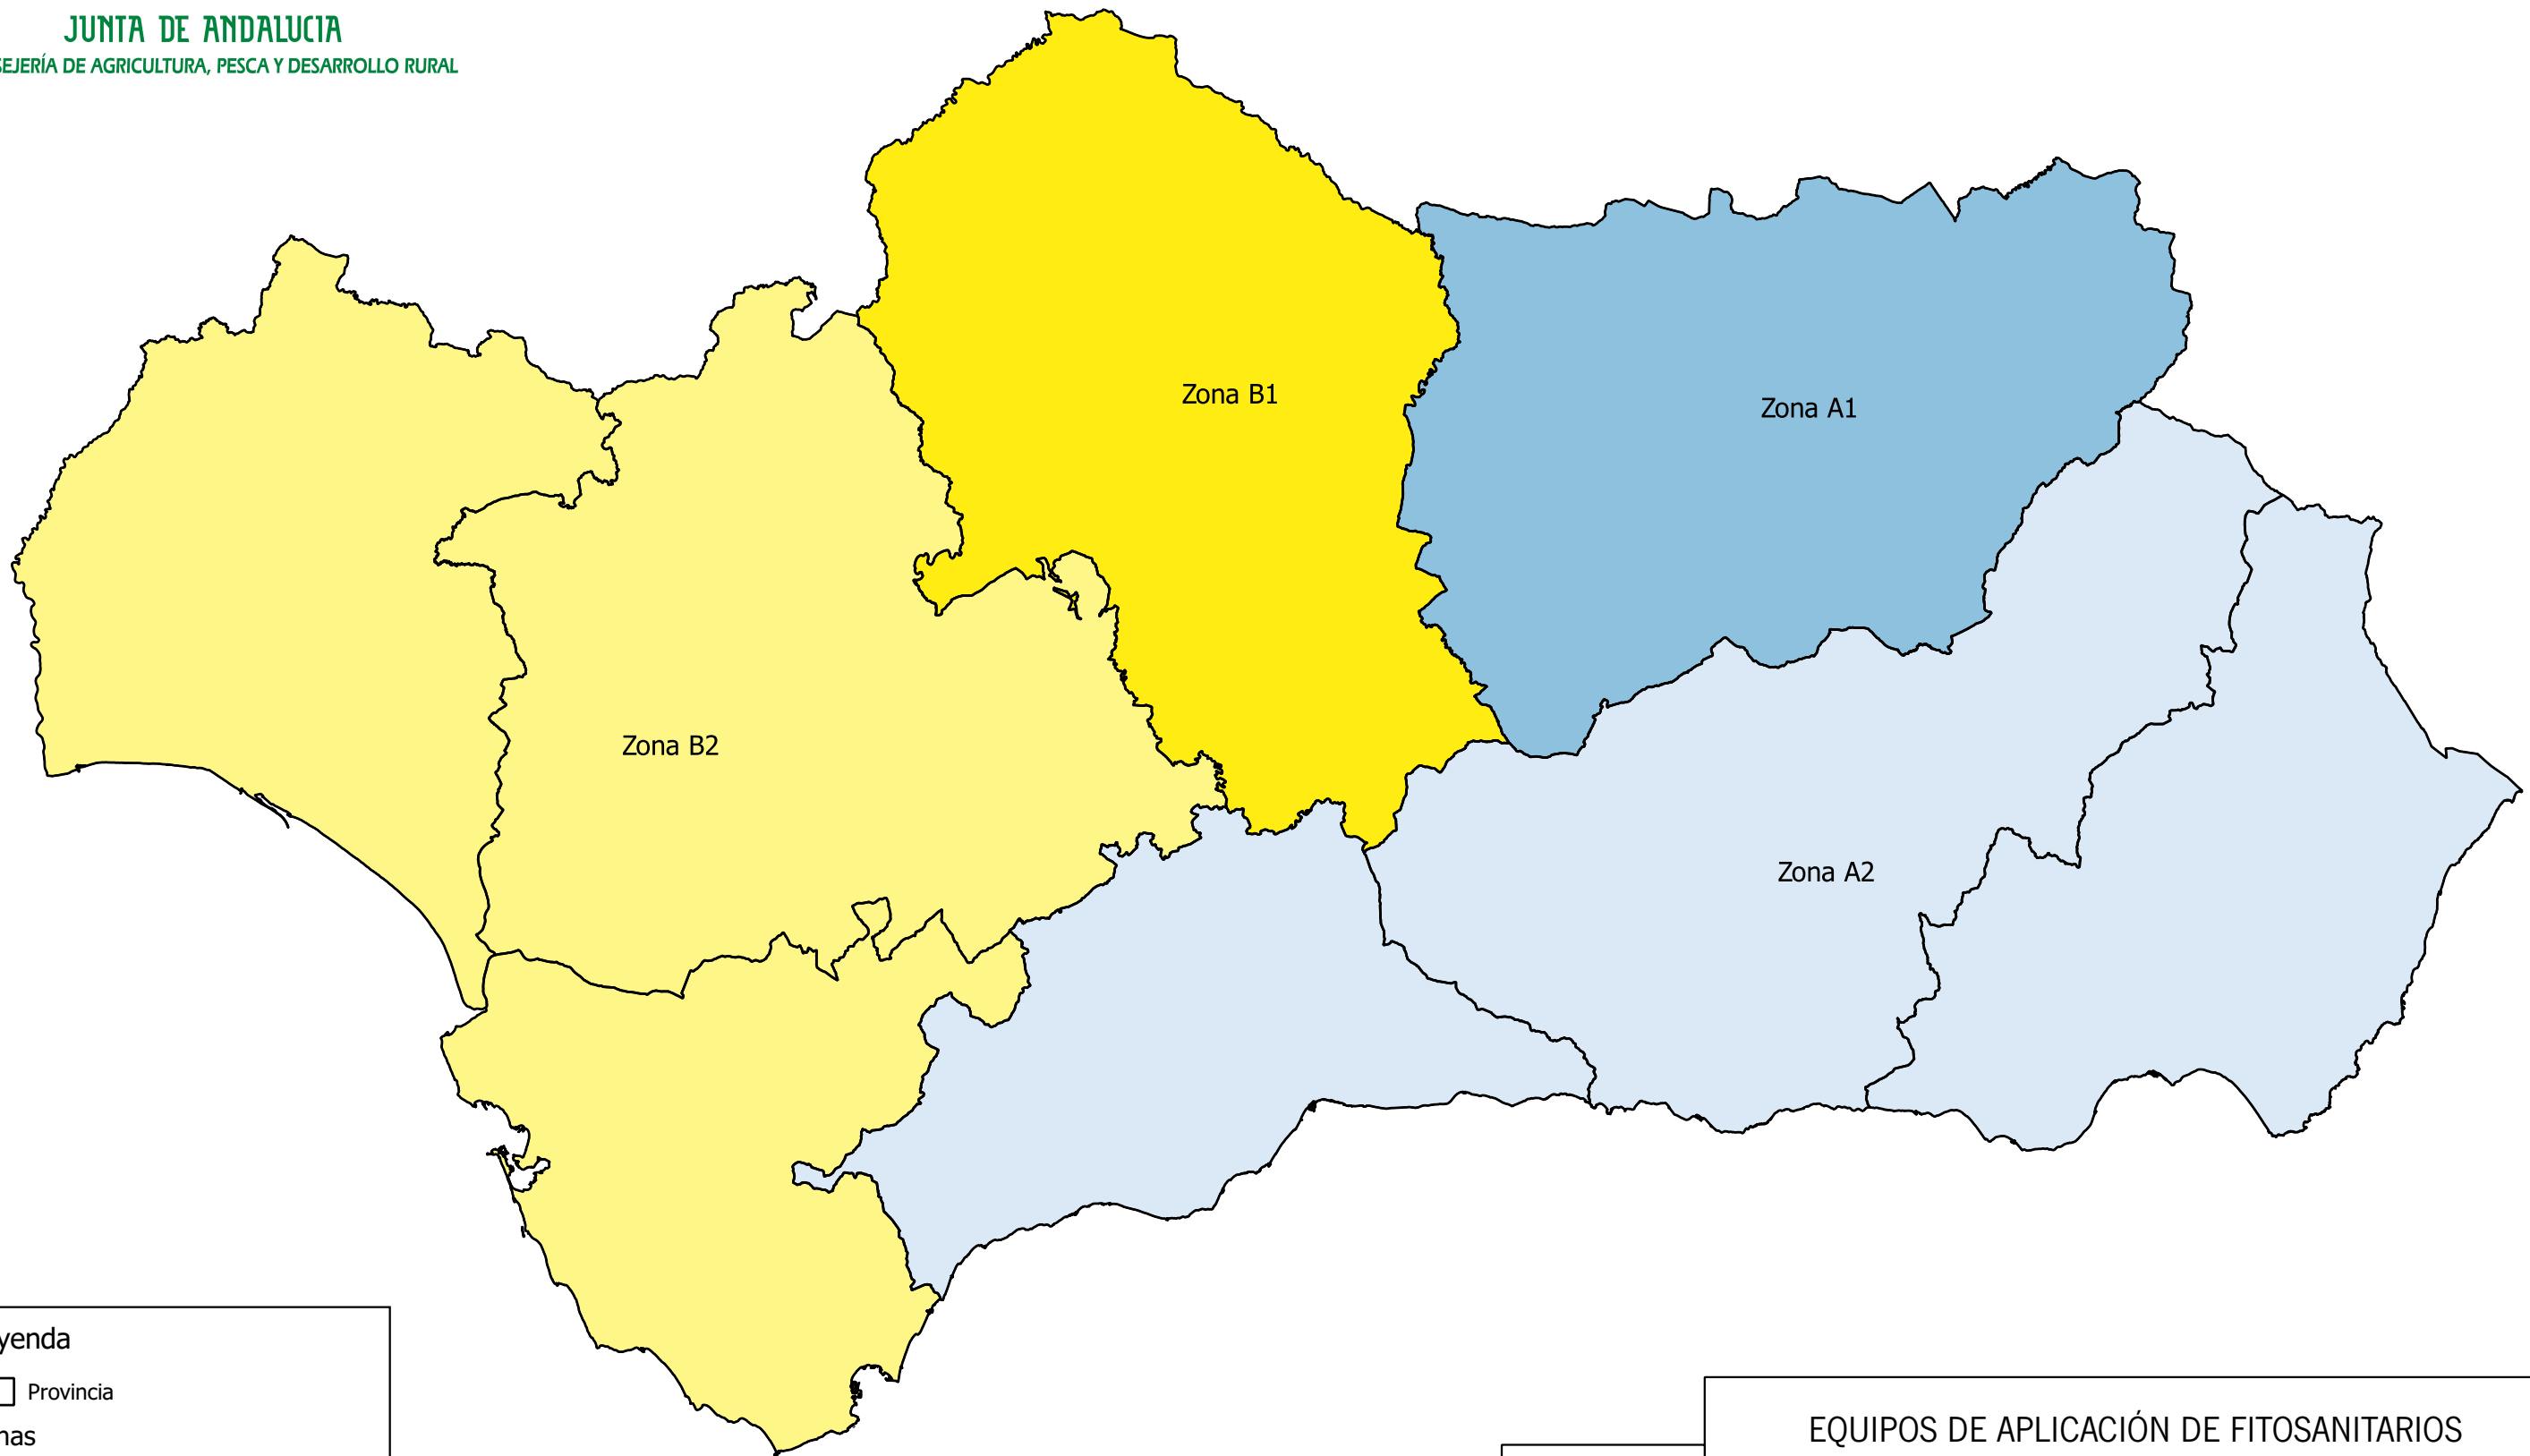 JUNTA DE ANDALUCIA
SEJERÍA DE AGRICULTURA, PESCA Y DESARROLLO RURAL
Zona B1
Zona A1
Zona B2
Zona A2
yenda
Provincia
nas
EQUIPOS DE APLICACIÓN DE FITOSANITARIOS